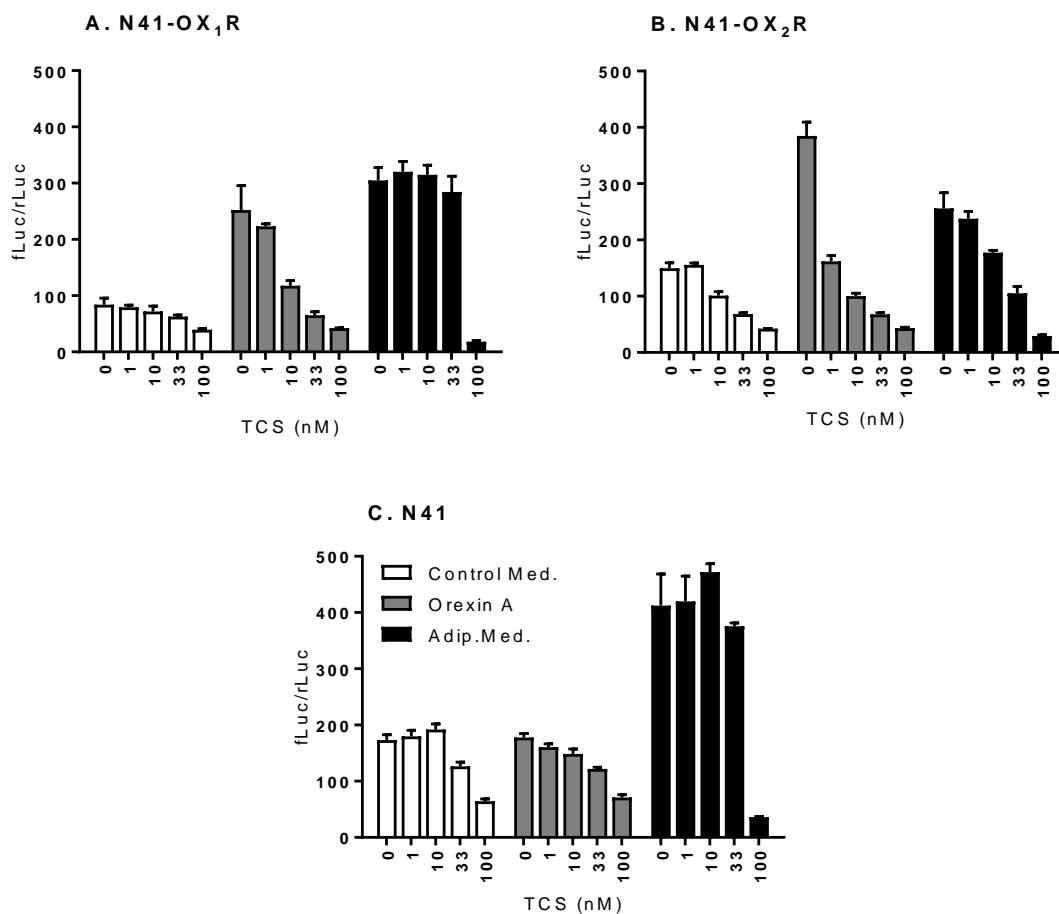 A. N41-OX₁R
500
400
300
200
100
0
fLuc/rLuc
0 1 10 33 100 0 1 10 33 100 0 1 10 33 100
TCS (nM)
B. N41-OX₂R
500
400
300
200
100
0
fLuc/rLuc
0 1 10 33 100 0 1 10 33 100 0 1 10 33 100
TCS (nM)
C. N41
500
400
300
200
100
0
fLuc/rLuc
Control Med.
Orexin A
Adip.Med.
0 1 10 33 100 0 1 10 33 100 0 1 10 33 100
TCS (nM)